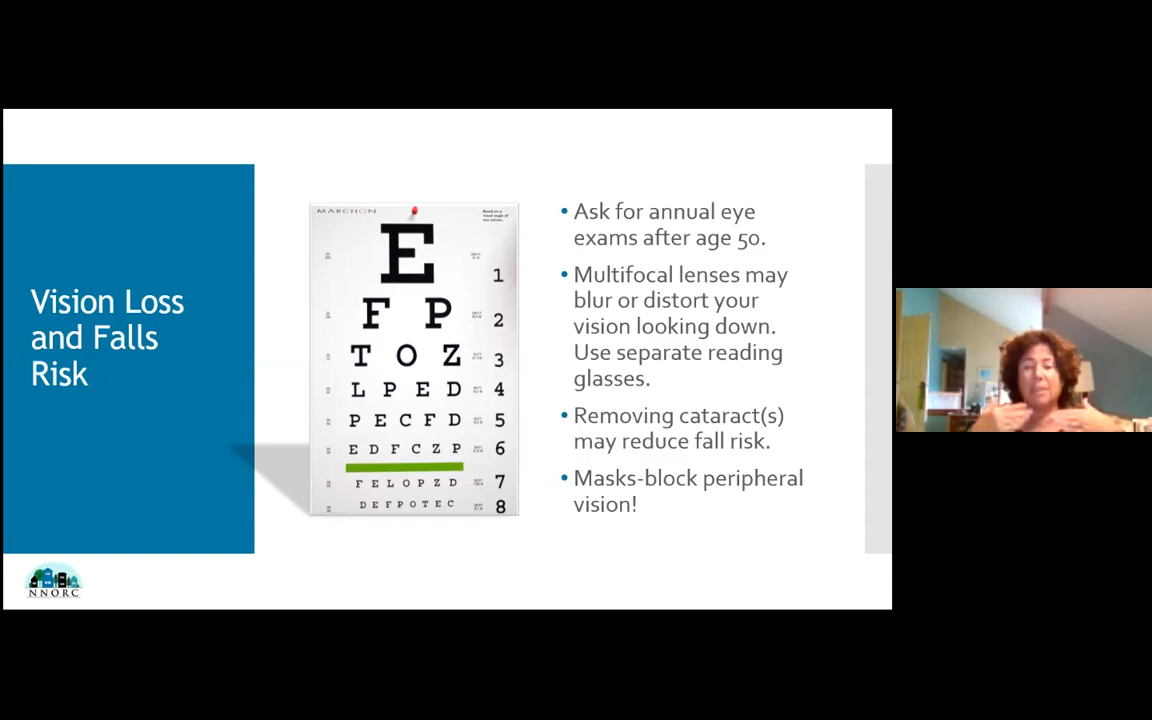 Vision Loss
and Falls
Risk
MARCHON
E
1
F P
2
T O Z
3
L P E D
4
P E C F D
5
E D F C Z P
6
F E L O P Z D
7
D E F P O T E C
8
• Ask for annual eye
exams after age 50.
• Multifocal lenses may
blur or distort your
vision looking down.
Use separate reading
glasses.
• Removing cataract(s)
may reduce fall risk.
• Masks-block peripheral
vision!
NNORC